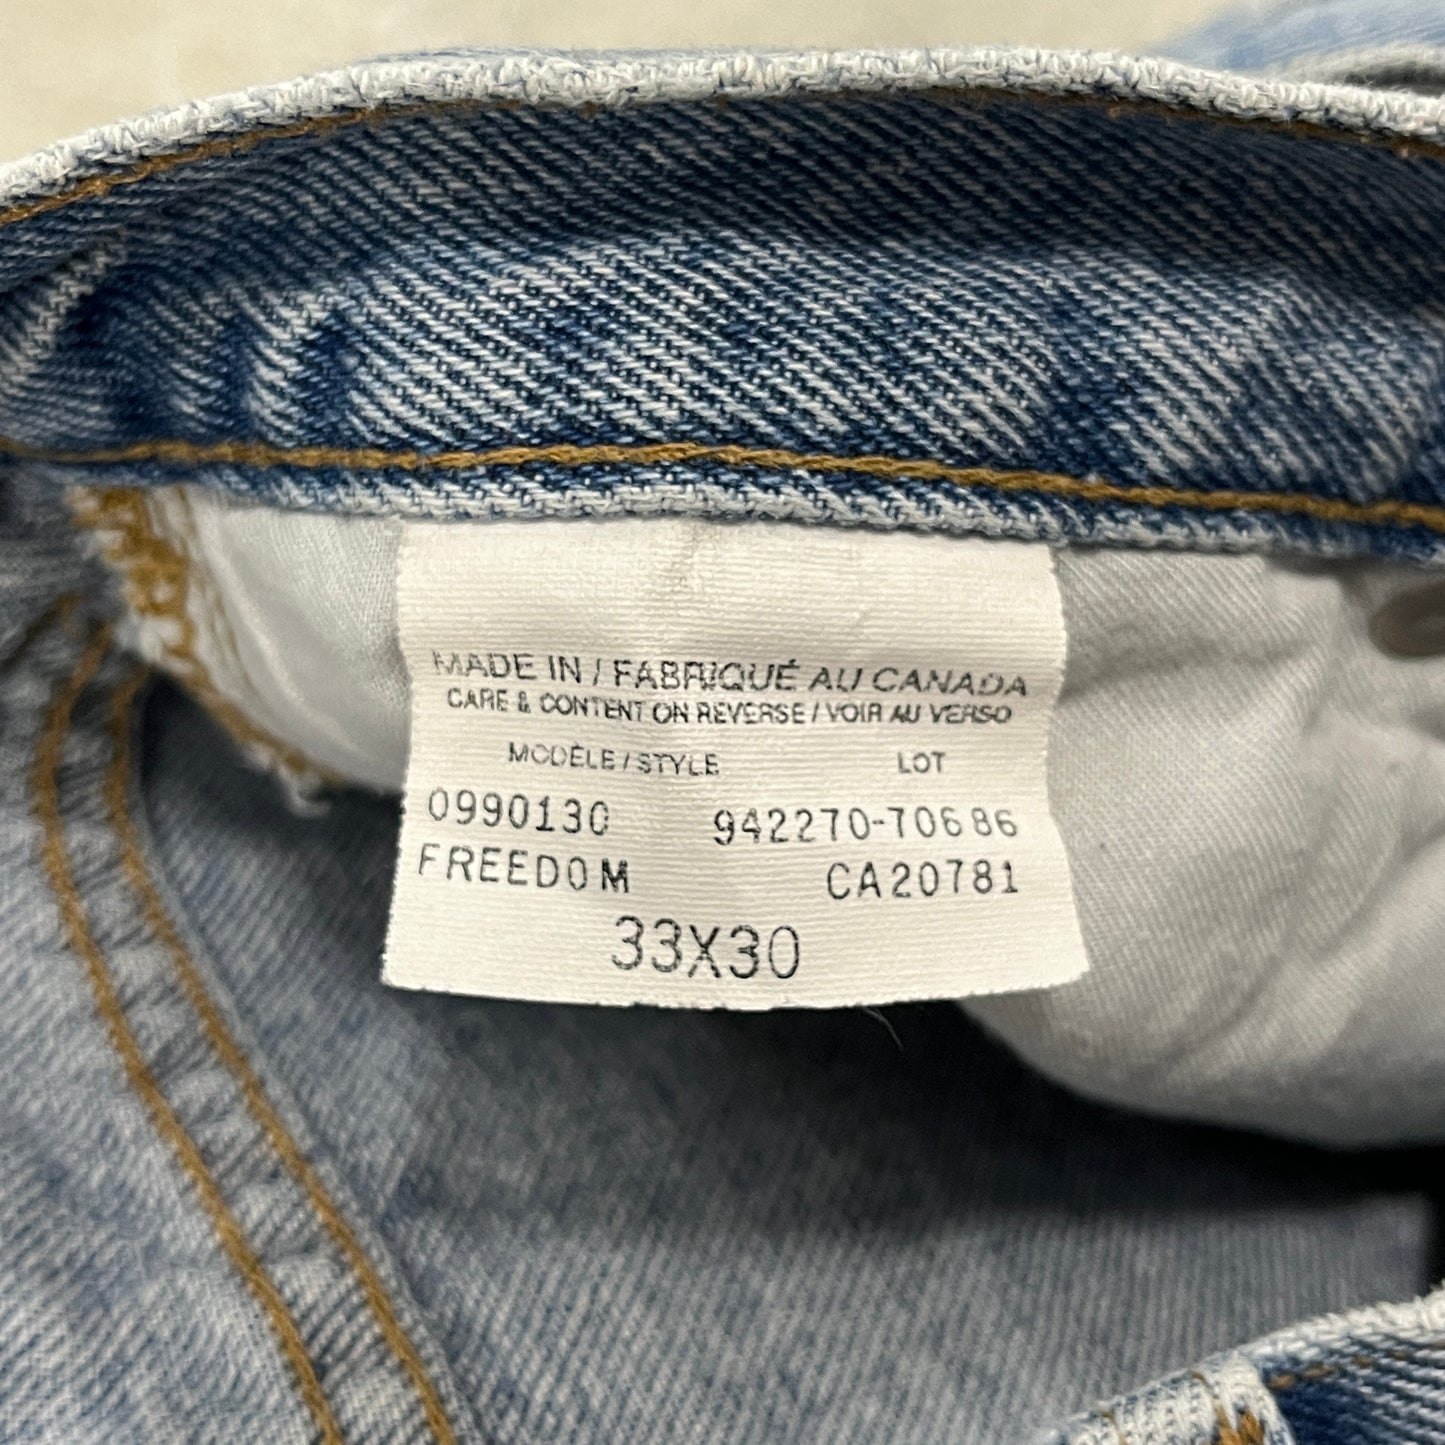 MADE IN / FABRIQUÉ AU CANADA
CARE & CONTENT ON REVERSE / VOIR AU VERSO
MODÈLE / STYLE LOT
0990130 942270-70686
FREEDOM CA20781
33X30